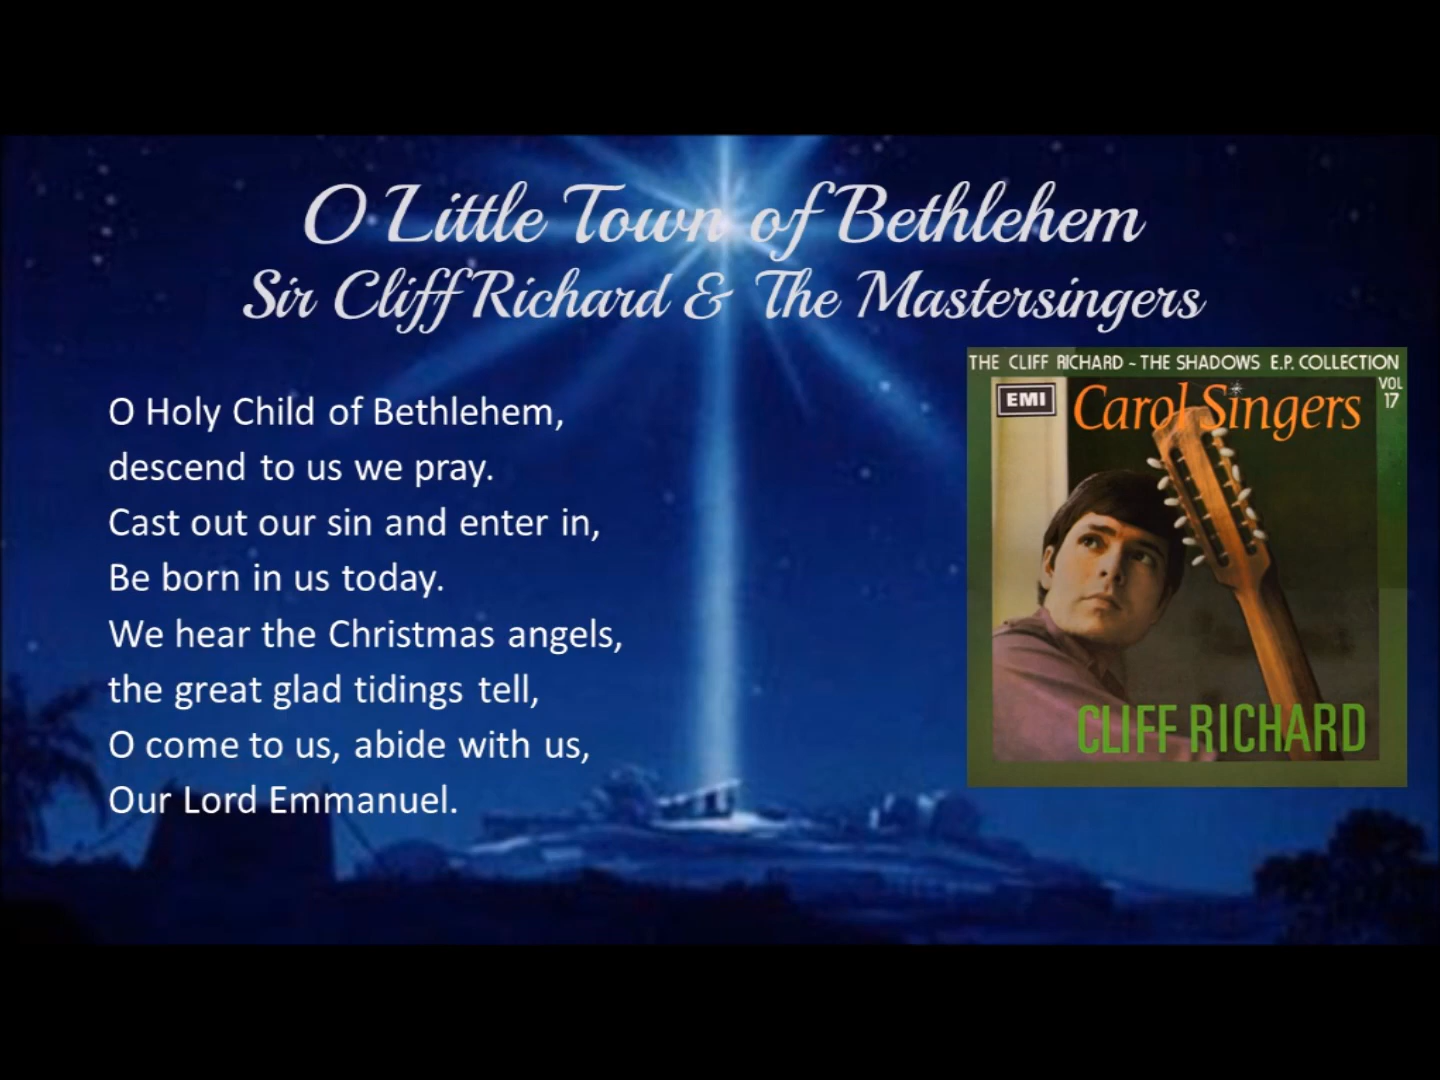 O Little Town of Bethlehem
Sir Cliff Richard & The Mastersingers
O Holy Child of Bethlehem,
descend to us we pray.
Cast out our sin and enter in,
Be born in us today.
We hear the Christmas angels,
the great glad tidings tell,
O come to us, abide with us,
Our Lord Emmanuel.
THE CLIFF RICHARD - THE SHADOWS E.P. COLLECTION
VOL
17
EMI
Carol Singers
CLIFF RICHARD